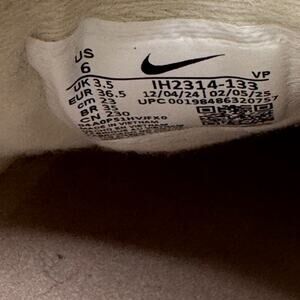 US
6
UK 3.5
EUR 36.5
cm 23
BR 35
CN 230
IH2314-133
VP
12/04/24 02/05/25
UPC 00198486320757
VIETNAM